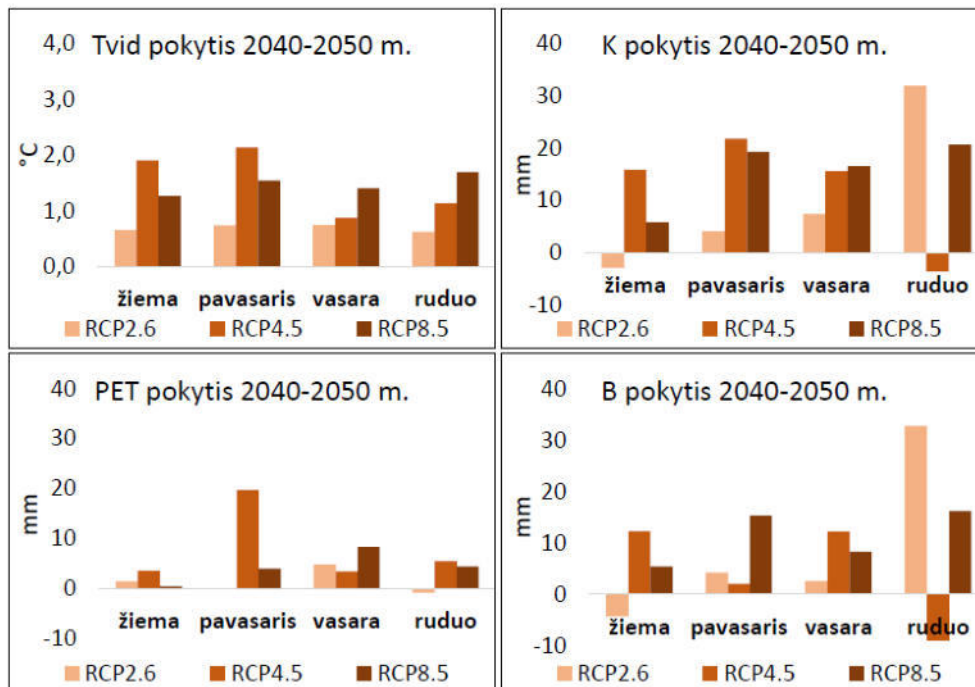 Tvid pokytis 2040-2050 m.
4,0
3,0
2,0
1,0
0,0
°C
žiema pavasaris vasara ruduo
RCP2.6 RCP4.5 RCP8.5
K pokytis 2040-2050 m.
40
30
20
10
0
-10
mm
žiema pavasaris vasara ruduo
RCP2.6 RCP4.5 RCP8.5
PET pokytis 2040-2050 m.
40
30
20
10
0
-10
mm
žiema pavasaris vasara ruduo
RCP2.6 RCP4.5 RCP8.5
B pokytis 2040-2050 m.
40
30
20
10
0
-10
mm
žiema pavasaris vasara ruduo
RCP2.6 RCP4.5 RCP8.5